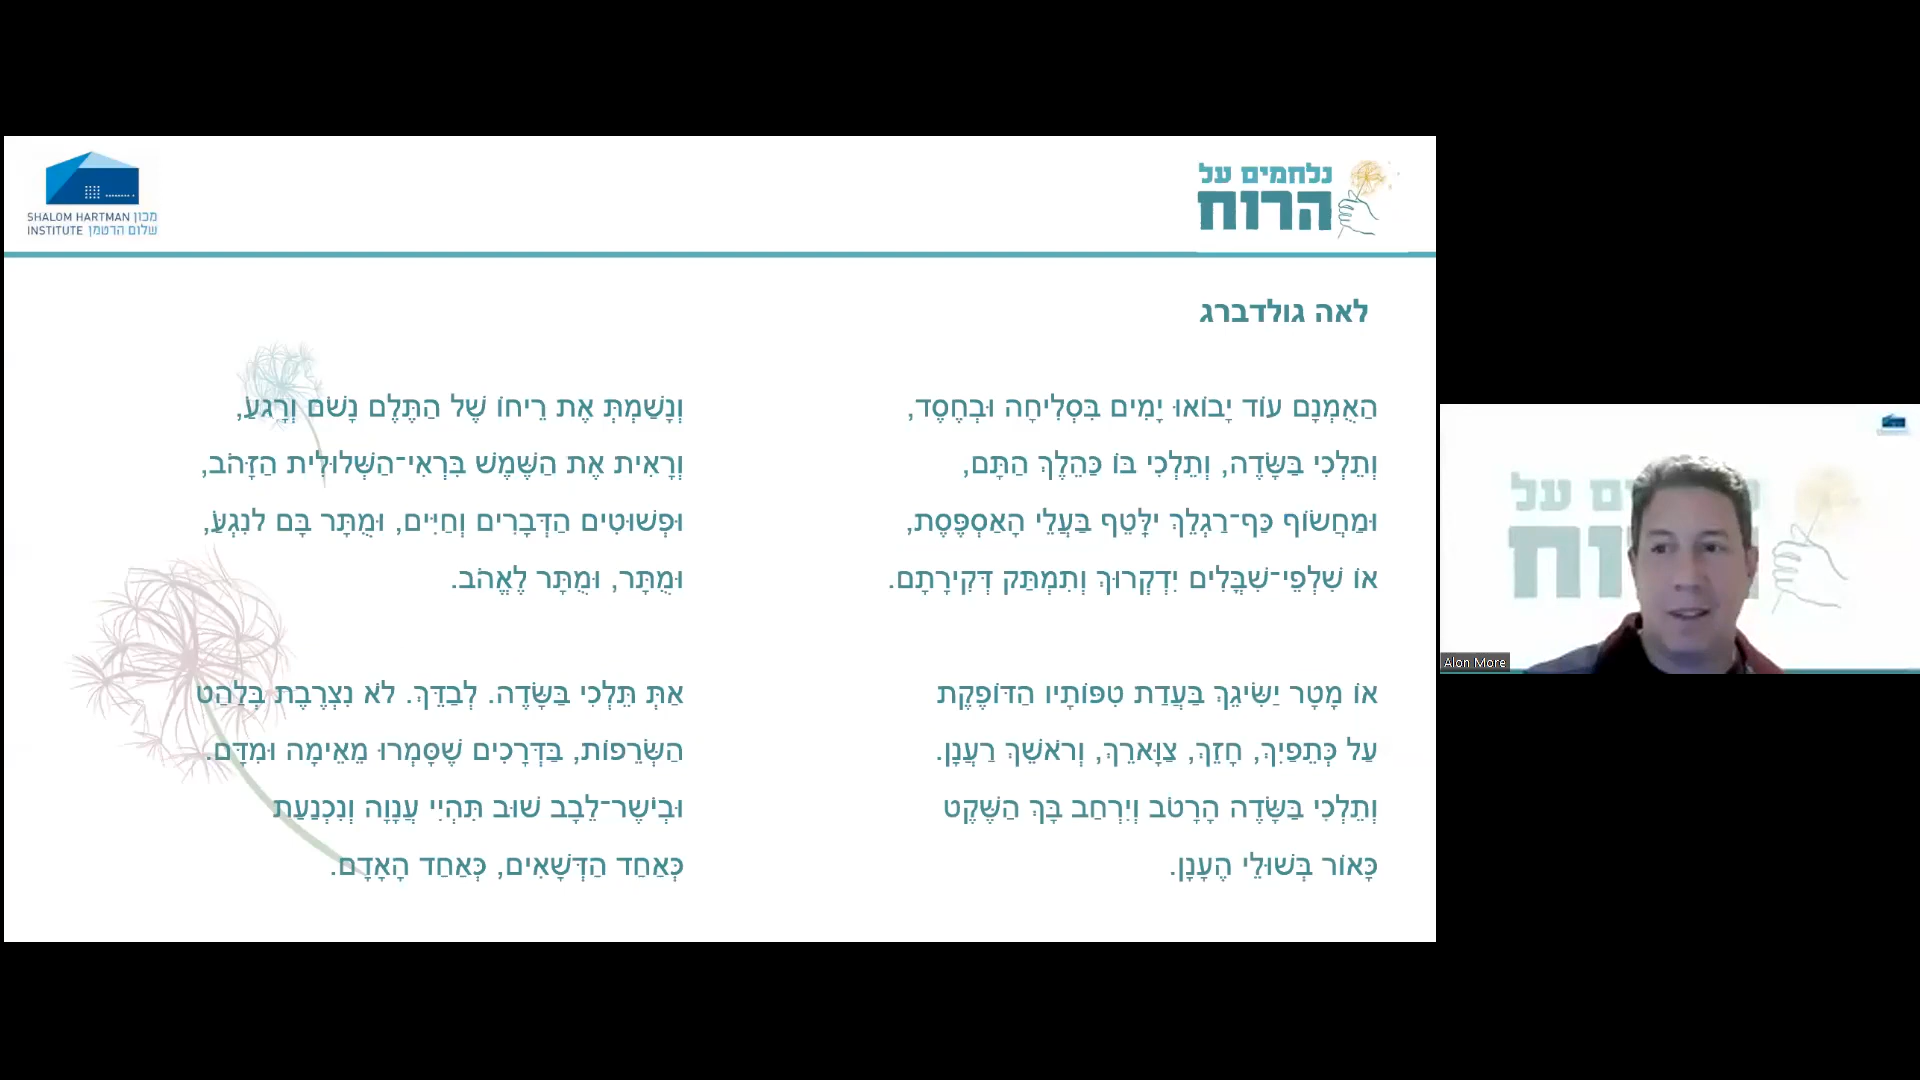 SHALOM HARTMAN מכון
INSTITUTE שלום הרטמן
נלחמים על
הרוח
לאה גולדברג
הַאֻמְנָם עוֹד יָבוֹאוּ יָמִים בִּסְלִיחָה וּבְחֶסֶד,
וְתֵלְכִי בַּשָּׂדֶה, וְתֵלְכִי בּוֹ כַּהֵלֶךְ הַתָּם,
וּמַחֲשׂוֹף כַּף־רַגְלֵךְ יִלָּטֵף בַּעֲלֵי הָאַסְפֶּסֶת,
אוֹ שִׁלְפֵי־שִׁבֳּלִים יִדְקְרוּךְ וְתִמְתַּק דְּקִירָתָם.
אוֹ מָטָר יַשִּׂיגֵךְ בַּעֲדַת טִפּוֹתָיו הַדּוֹפֶקֶת
עַל כְּתֵפַיִךְ, חָזֵךְ, צַוָּארֵךְ, וְרֹאשֵׁךְ רַעֲנָן.
וְתֵלְכִי בַּשָּׂדֶה הָרָטֹב וְיִרְחַב בָּךְ הַשֶּׁקֶט
כָּאוֹר בְּשׁוּלֵי הֶעָנָן.
וְנָשַׁמְתְּ אֶת רֵיחוֹ שֶׁל הַתֶּלֶם נָשֹׁם וְרָגֹעַ,
וְרָאִית אֶת הַשֶּׁמֶשׁ בִּרְאִי־הַשְּׁלוּלִית הַזָּהֹב,
וּפְשׁוּטִים הַדְּבָרִים וְחַיִּים, וּמֻתָּר בָּם לִנְגֹּעַ,
וּמֻתָּר, וּמֻתָּר לֶאֱהֹב.
אַתְּ תֵּלְכִי בַּשָּׂדֶה. לְבַדֵּךְ. לֹא נִצְרֶבֶת בְּלַהַט
הַשְּׂרֵפוֹת, בַּדְּרָכִים שֶׁסָּמְרוּ מֵאֵימָה וּמִדָּם.
וּבְיֹשֶׁר־לֵבָב שׁוּב תִּהְיִי עֲנָוָה וְנִכְנַעַת
כְּאַחַד הַדְּשָׁאִים, כְּאַחַד הָאָדָם.
על
Alon More